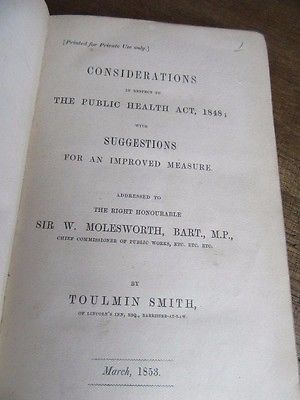 [Printed for Private Use only.]
CONSIDERATIONS
IN RESPECT TO
THE PUBLIC HEALTH ACT, 1848;
WITH
SUGGESTIONS
FOR AN IMPROVED MEASURE.
ADDRESSED TO
THE RIGHT HONOURABLE
SIR W. MOLESWORTH, BART., M.P.,
CHIEF COMMISSIONER OF PUBLIC WORKS, ETC. ETC. ETC.
BY
TOULMIN SMITH,
OF LINCOLN'S INN, ESQ., BARRISTER-AT-LAW.
March, 1853.